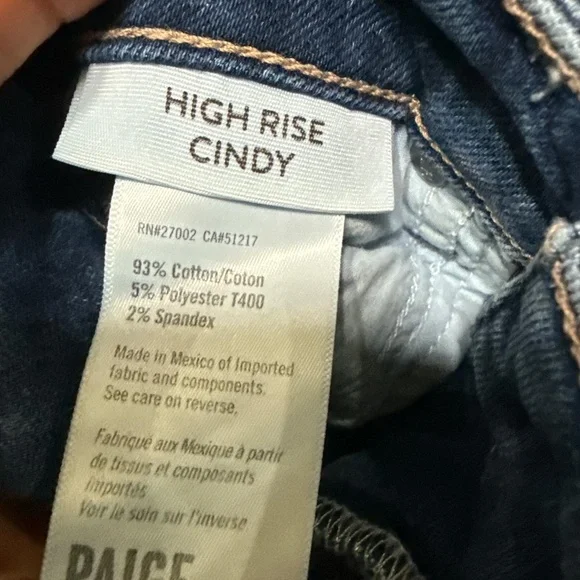 HIGH RISE
CINDY
RN#27002 CA#51217
93% Cotton/Coton
5% Polyester T400
2% Spandex
Made in Mexico of Imported
fabric and components.
See care on reverse.
Fabriqué aux Mexique à partir
de tissus et composants
importés
Voir le soin sur l'inverse
PAIGE